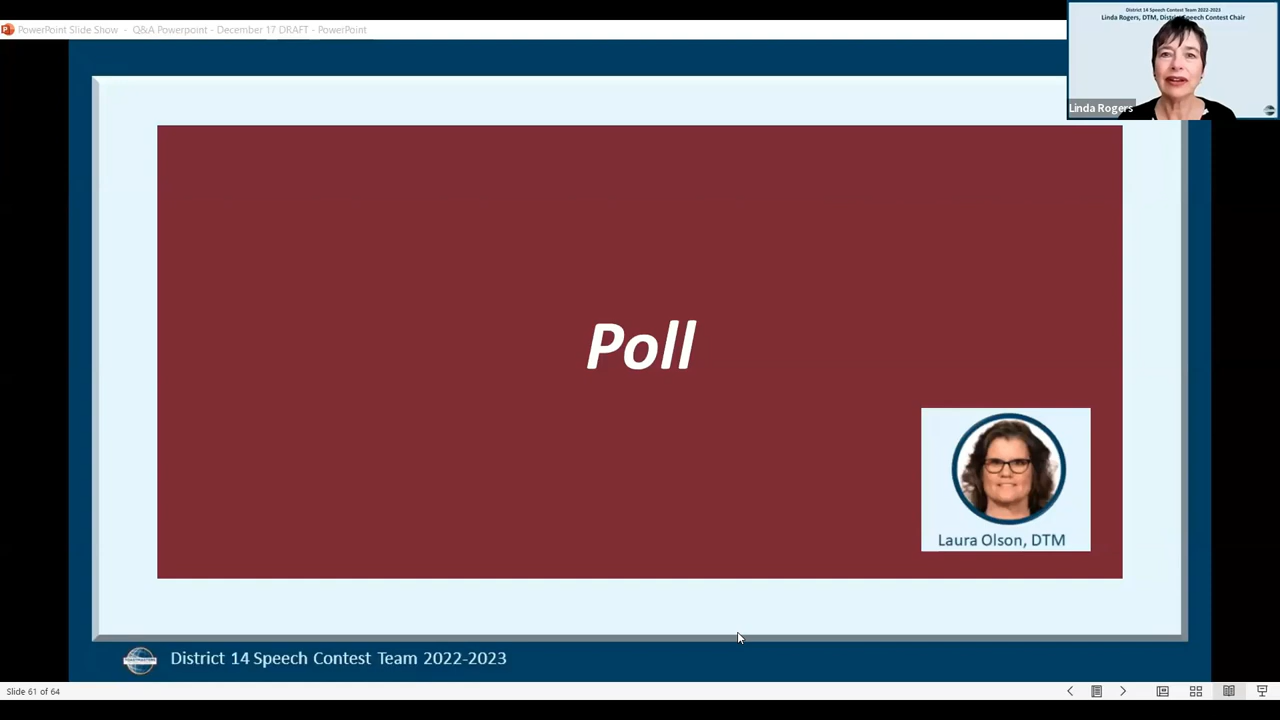 PowerPoint Slide Show - Q&A Powerpoint - December 17 DRAFT - PowerPoint
District 14 Speech Contest Team 2022-2023
Linda Rogers, DTM, District Speech Contest Chair
Linda Rogers
Poll
Laura Olson, DTM
TOASTMASTERS
District 14 Speech Contest Team 2022-2023
Slide 61 of 64